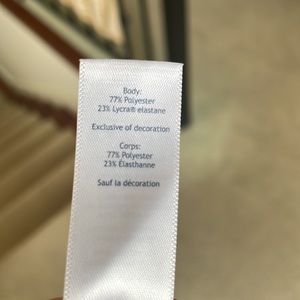 Body:
77% Polyester
23% Lycra® elastane
Exclusive of decoration
Corps:
77% Polyester
23% Élasthanne
Sauf la décoration